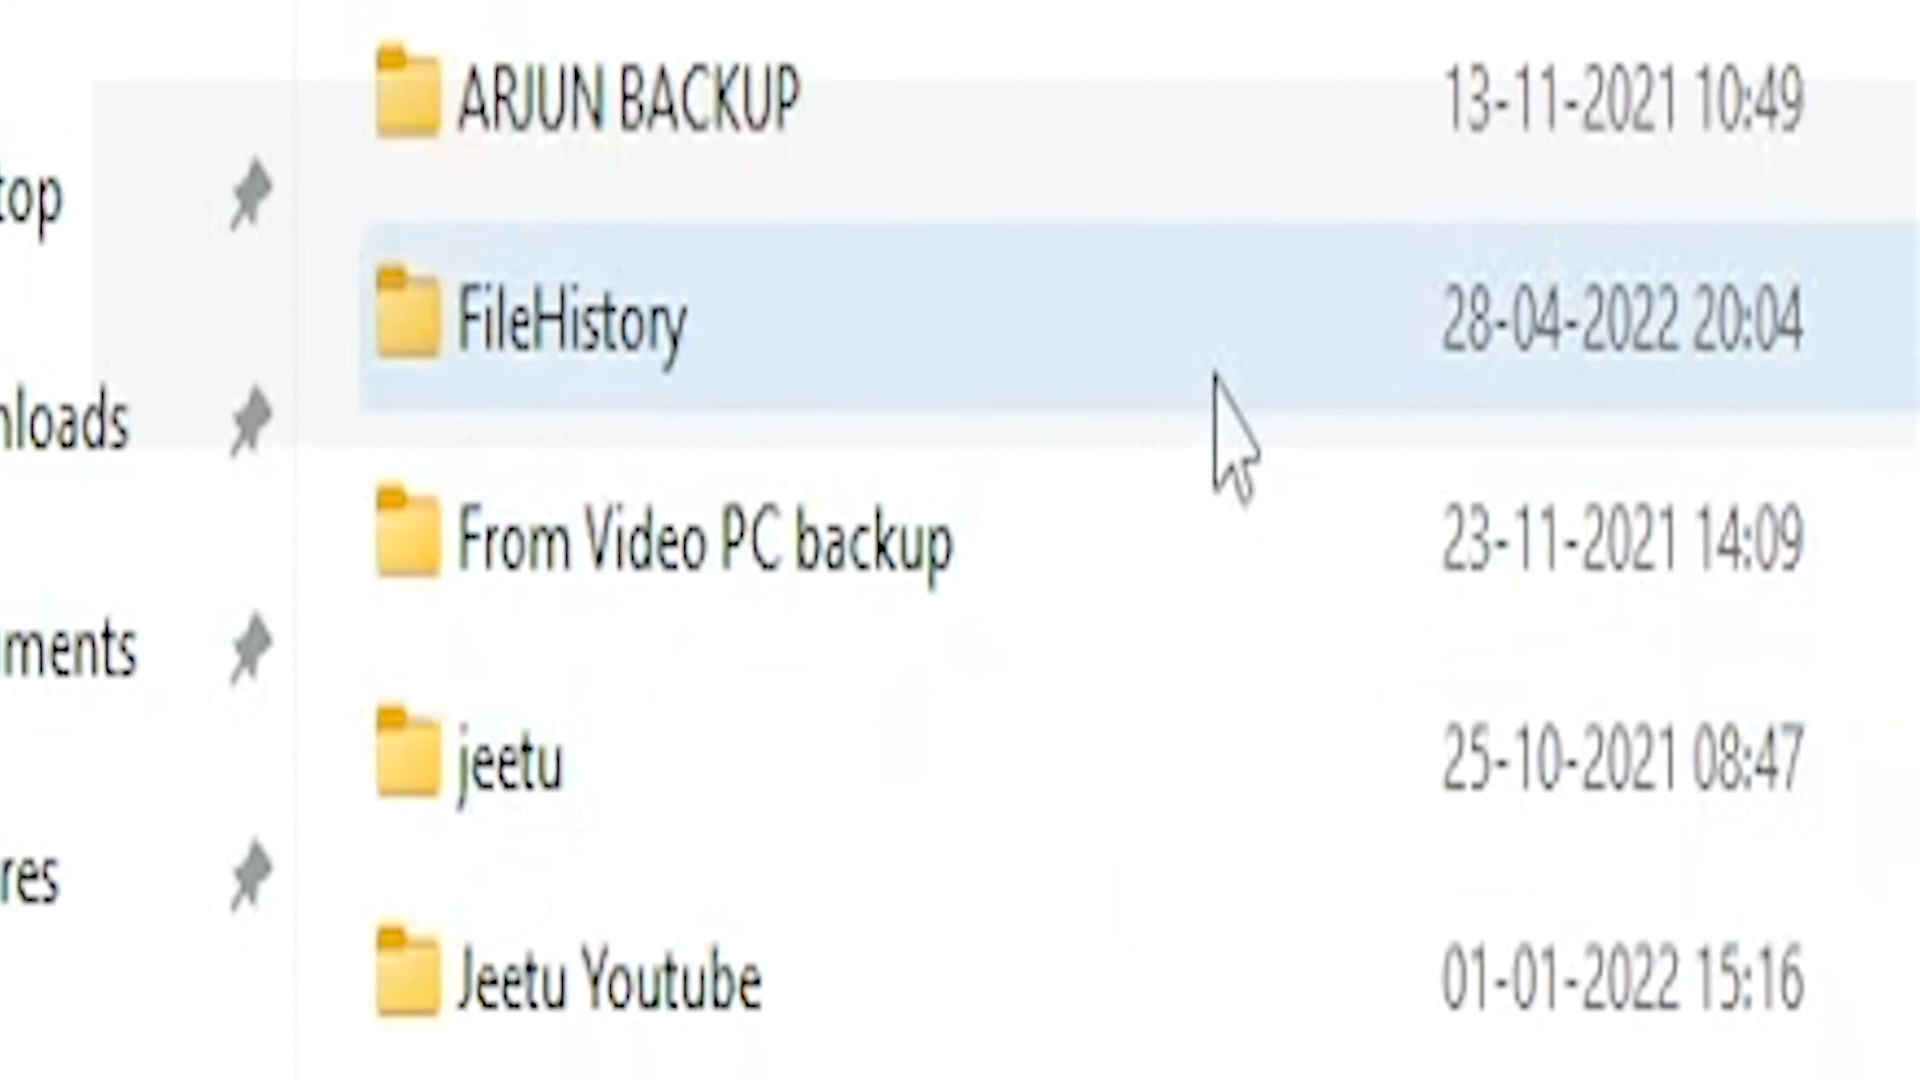 ARJUN BACKUP 13-11-2021 10:49
top
FileHistory 28-04-2022 20:04
nloads
From Video PC backup 23-11-2021 14:09
uments
jeetu 25-10-2021 08:47
res
Jeetu Youtube 01-01-2022 15:16